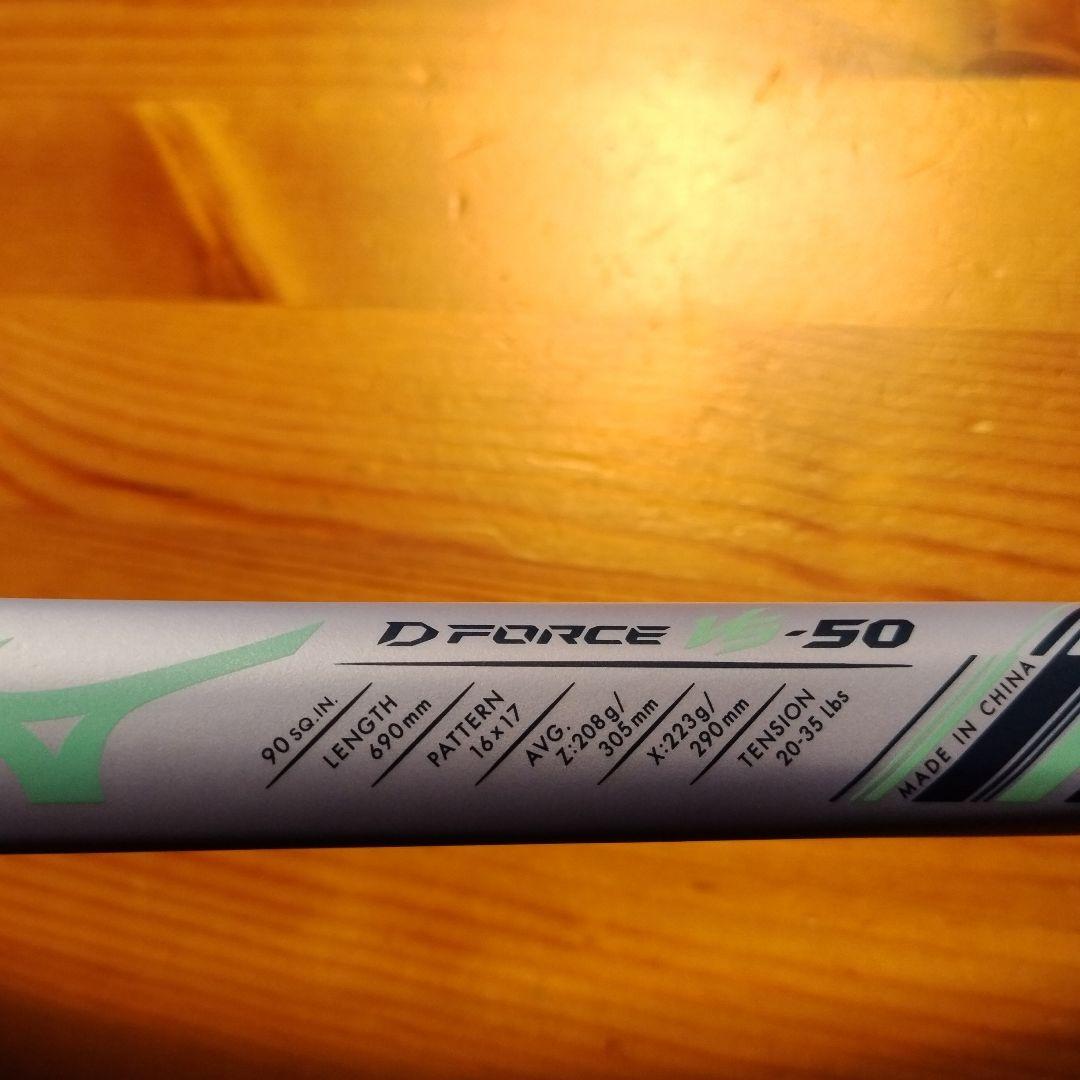 D FORCE VS-50
90 SQ.IN.
LENGTH
690mm
PATTERN
16×17
AVG.
Z:208g/
305mm
X:223g/
290mm
TENSION
20-35 lbs
MADE IN CHINA